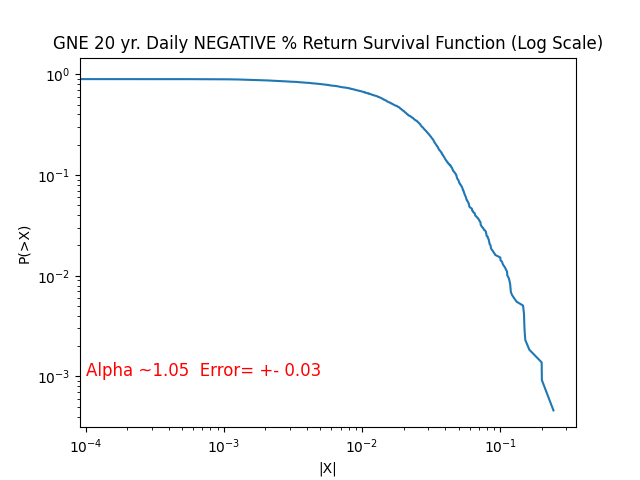 GNE 20 yr. Daily NEGATIVE % Return Survival Function (Log Scale)
10⁰
10⁻¹
10⁻²
10⁻³
P(>X)
Alpha ~1.05  Error= +- 0.03
10⁻⁴ 10⁻³ 10⁻² 10⁻¹
|X|